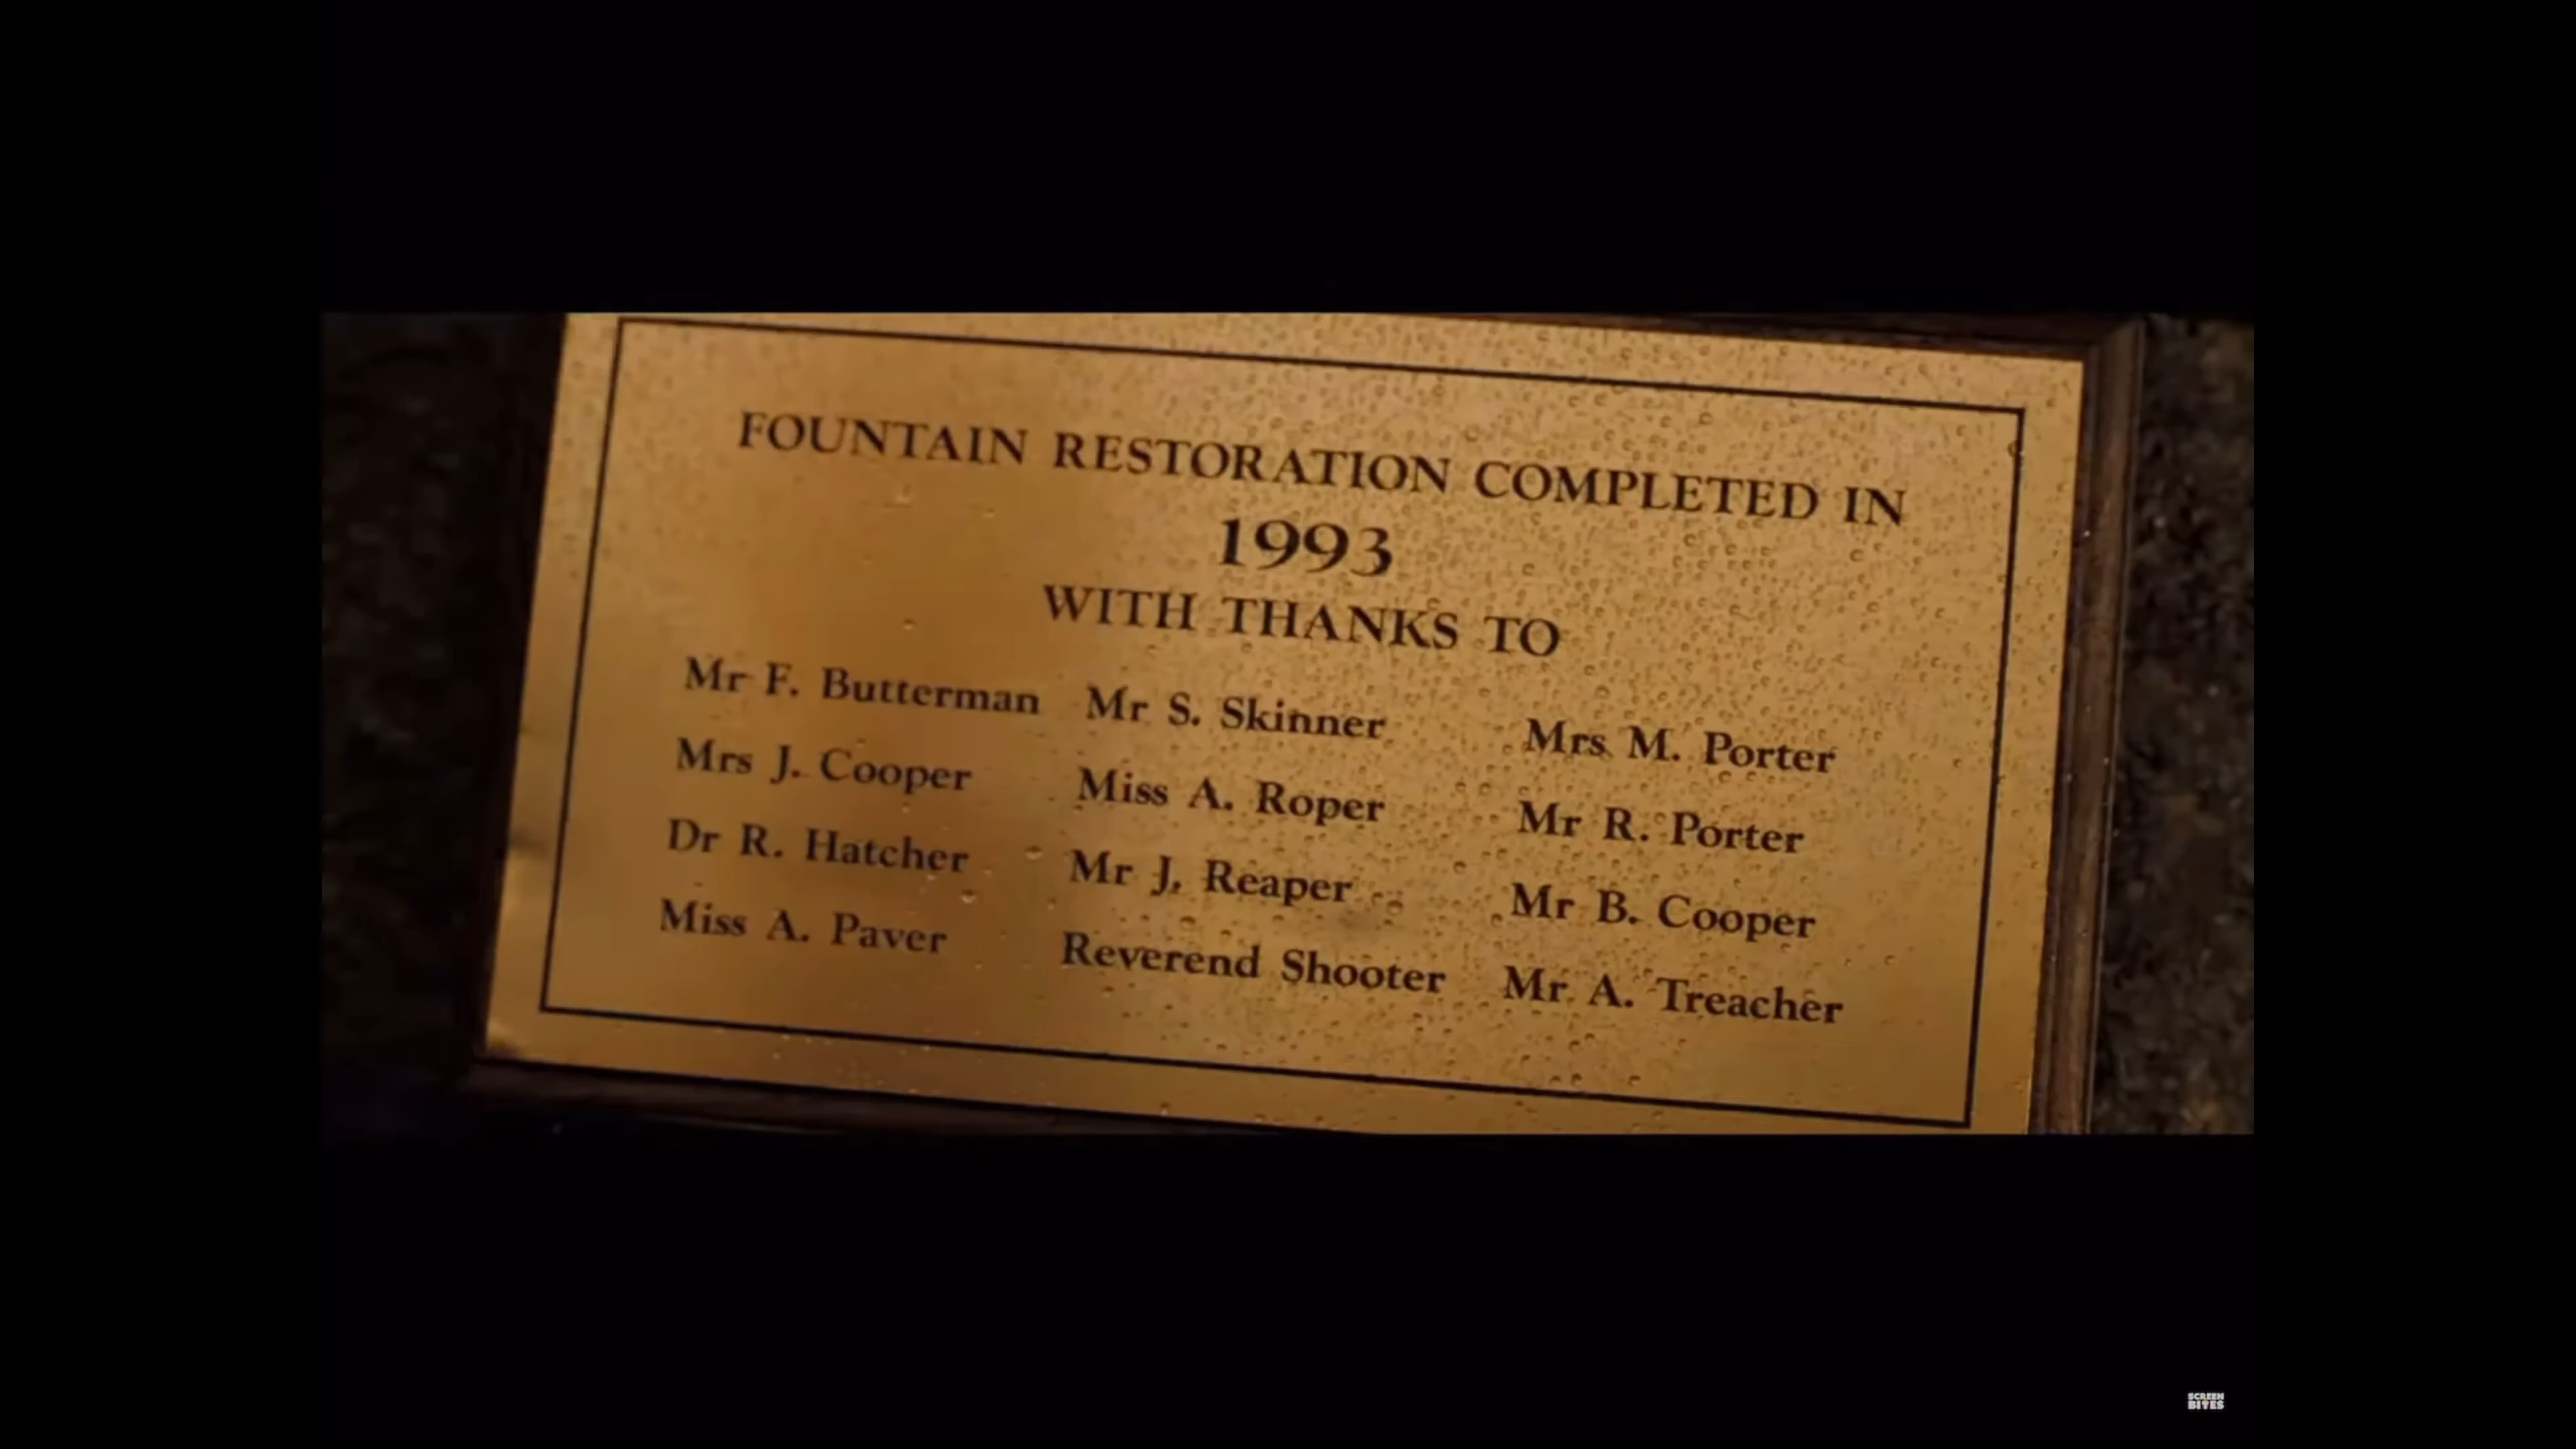 FOUNTAIN RESTORATION COMPLETED IN
1993
WITH THANKS TO
Mr F. Butterman Mr S. Skinner Mrs M. Porter
Mrs J. Cooper Miss A. Roper Mr R. Porter
Dr R. Hatcher Mr J. Reaper Mr B. Cooper
Miss A. Paver Reverend Shooter Mr A. Treacher
SCREEN
BITES